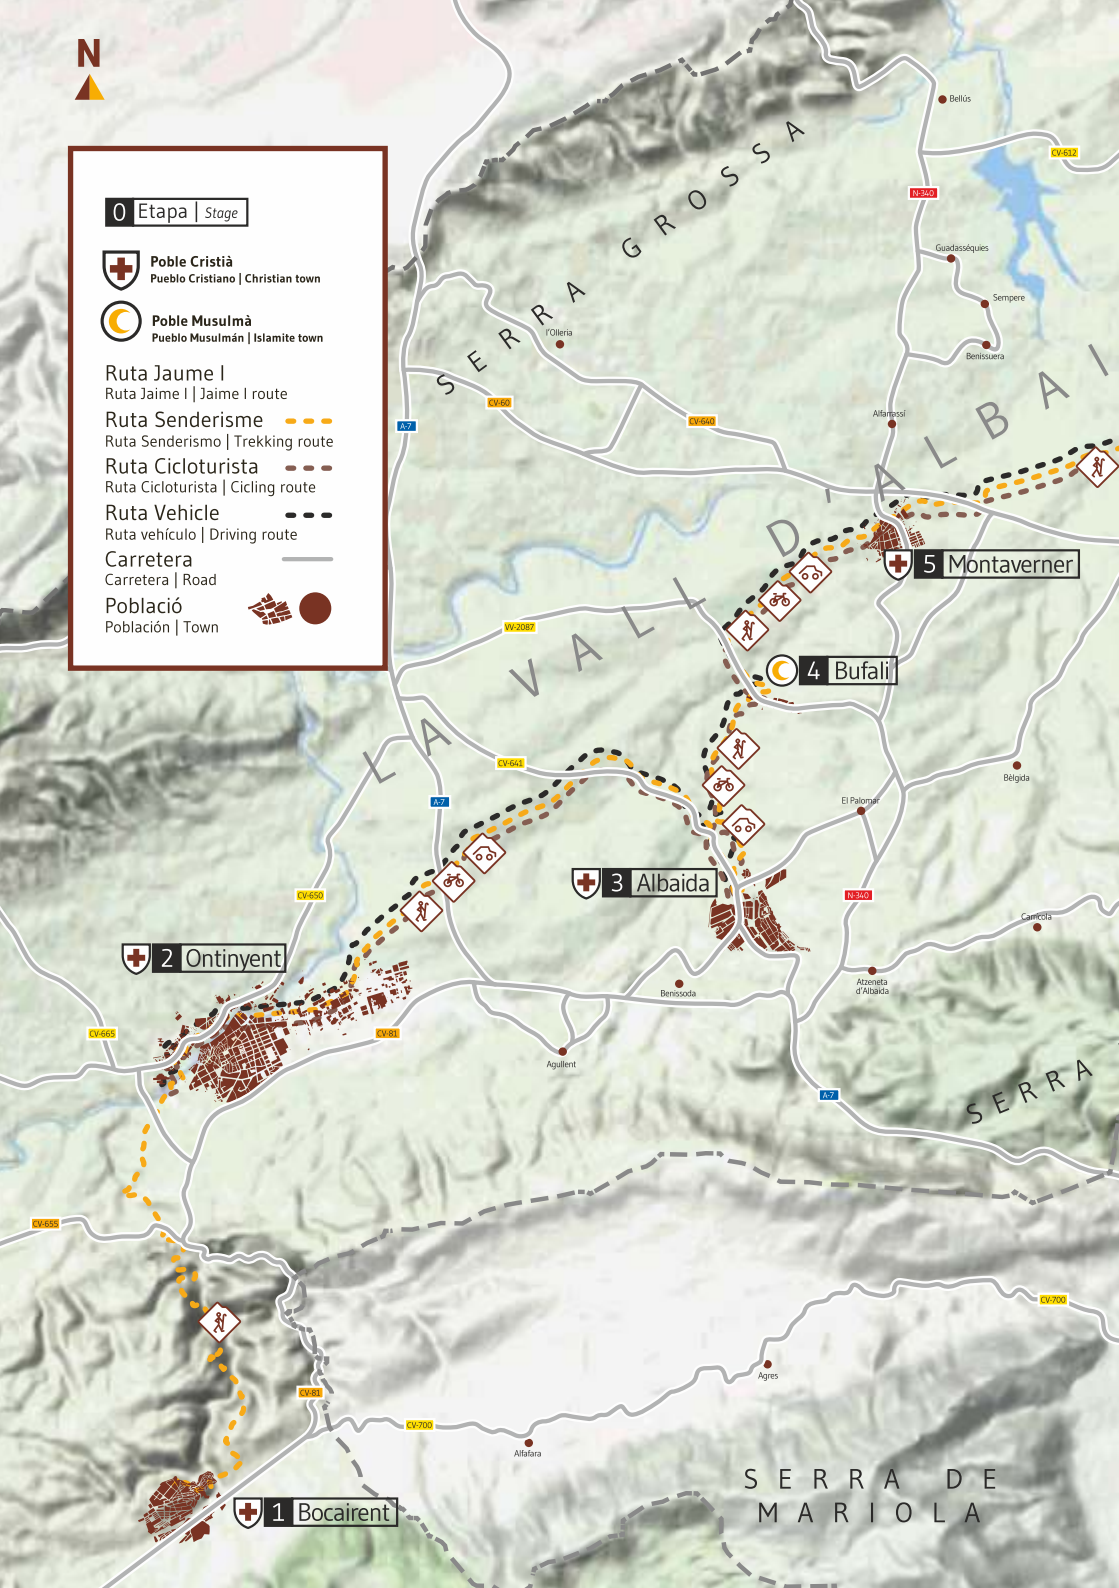 N
0 Etapa | Stage
Poble Cristià
Pueblo Cristiano | Christian town
Poble Musulmà
Pueblo Musulmán | Islamite town
Ruta Jaume I
Ruta Jaime I | Jaime I route
Ruta Senderisme
Ruta Senderismo | Trekking route
Ruta Cicloturista
Ruta Cicloturista | Cicling route
Ruta Vehicle
Ruta vehículo | Driving route
Carretera
Carretera | Road
Població
Población | Town
SERRA GROSSA
Bellús
CV-612
N-340
Guadasséquies
Sempere
Benissuera
l'Olleria
CV-60
CV-640
A-7
Alfarrassí
LA VALL D'ALBAI
5 Montaverner
VV-2087
4 Bufali
CV-641
A-7
Bèlgida
El Palomar
3 Albaida
N-340
CV-650
Carrícola
2 Ontinyent
Atzeneta
d'Albaida
Benissoda
CV-665
CV-81
Agullent
A-7
SERRA
CV-655
CV-700
Agres
CV-81
CV-700
Alfafara
SERRA DE
MARIOLA
1 Bocairent